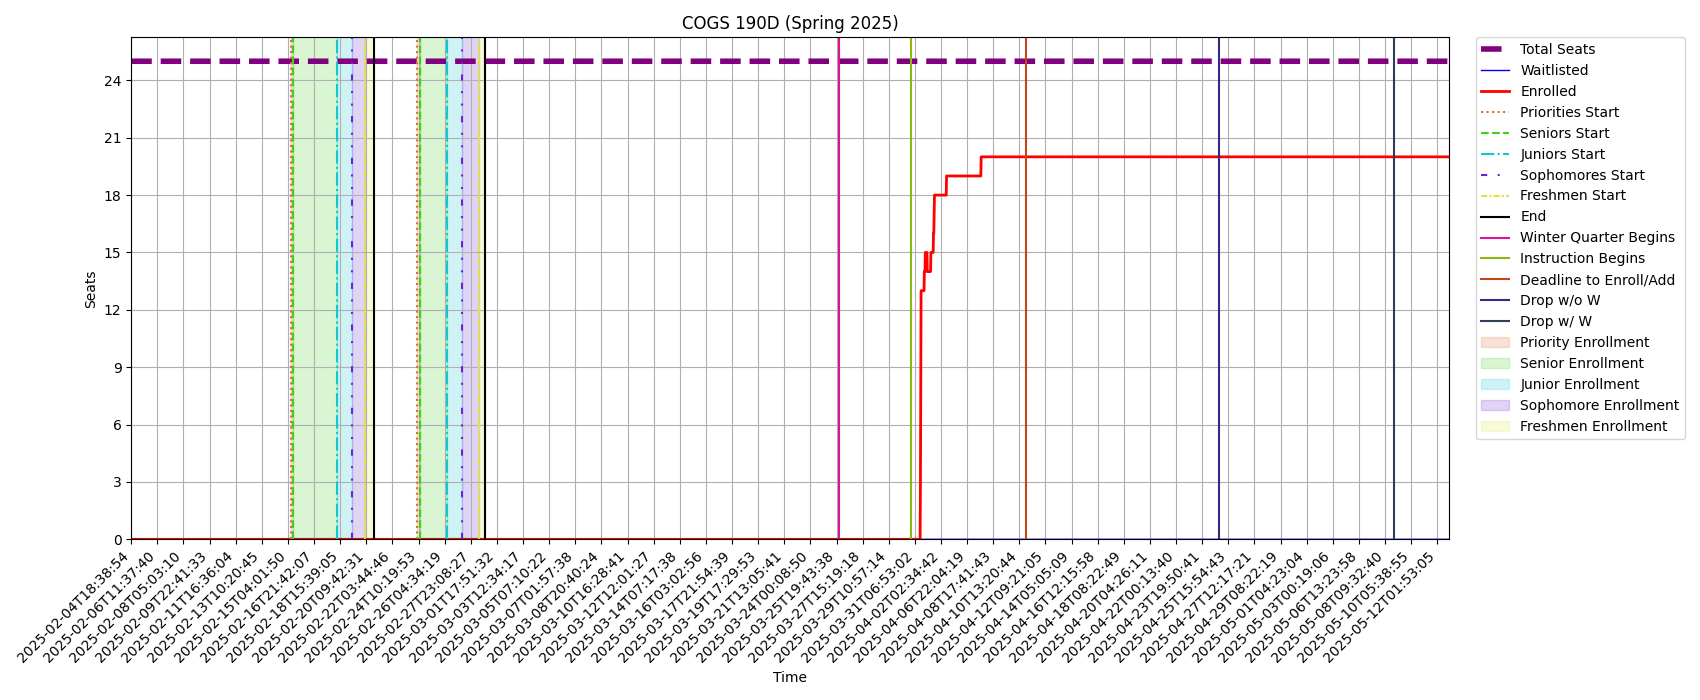 COGS 190D (Spring 2025)
Seats
24
21
18
15
12
9
6
3
0
2025-02-04T18:38:54
2025-02-06T11:37:40
2025-02-08T05:03:10
2025-02-09T22:41:33
2025-02-11T16:36:04
2025-02-13T10:20:45
2025-02-15T04:01:50
2025-02-16T21:42:07
2025-02-18T15:39:05
2025-02-20T09:42:31
2025-02-22T03:44:46
2025-02-24T10:19:53
2025-02-26T04:34:19
2025-02-27T23:08:27
2025-03-01T17:51:32
2025-03-03T12:34:17
2025-03-05T07:10:22
2025-03-07T01:57:38
2025-03-08T20:40:24
2025-03-10T16:28:41
2025-03-12T12:01:27
2025-03-14T07:17:38
2025-03-16T03:02:56
2025-03-17T21:54:39
2025-03-19T17:29:53
2025-03-21T13:05:41
2025-03-24T00:08:50
2025-03-25T19:43:38
2025-03-27T15:19:18
2025-03-29T10:57:14
2025-03-31T06:53:02
2025-04-02T02:34:42
2025-04-06T22:04:19
2025-04-08T17:41:43
2025-04-10T13:20:44
2025-04-12T09:21:05
2025-04-14T05:05:09
2025-04-16T12:15:58
2025-04-18T08:22:49
2025-04-20T04:26:11
2025-04-22T00:13:40
2025-04-23T19:50:41
2025-04-25T15:54:43
2025-04-27T12:17:21
2025-04-29T08:22:19
2025-05-01T04:23:04
2025-05-03T00:19:06
2025-05-06T13:23:58
2025-05-08T09:32:40
2025-05-10T05:38:55
2025-05-12T01:53:05
Time
Total Seats
Waitlisted
Enrolled
Priorities Start
Seniors Start
Juniors Start
Sophomores Start
Freshmen Start
End
Winter Quarter Begins
Instruction Begins
Deadline to Enroll/Add
Drop w/o W
Drop w/ W
Priority Enrollment
Senior Enrollment
Junior Enrollment
Sophomore Enrollment
Freshmen Enrollment